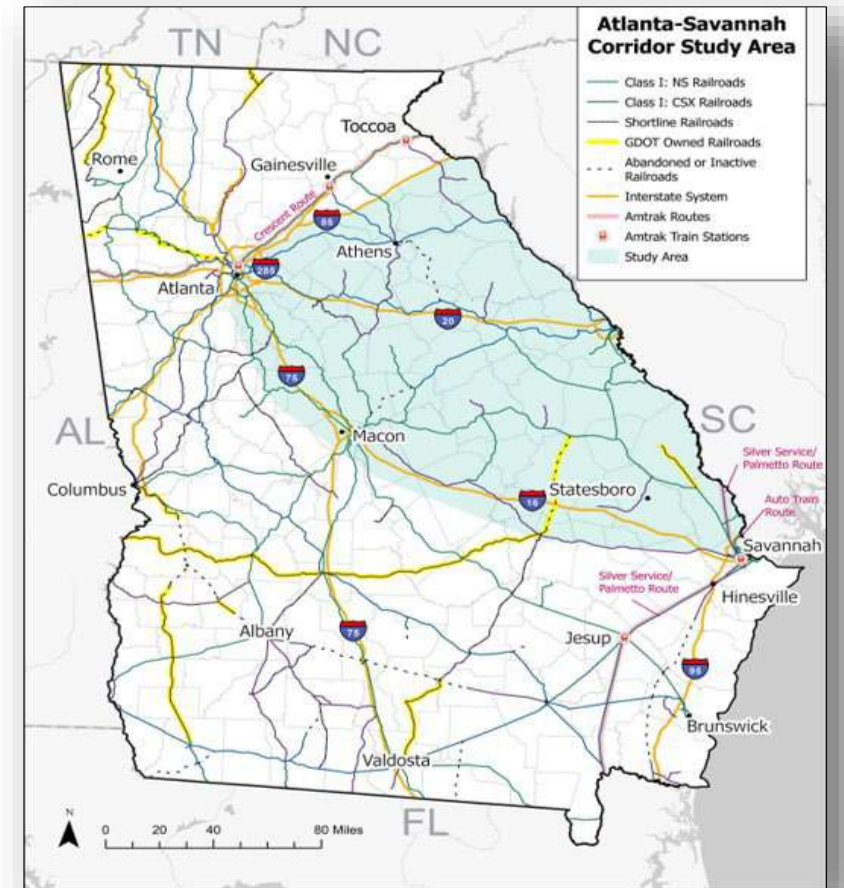 Atlanta-Savannah
Corridor Study Area
Class I: NS Railroads
Class I: CSX Railroads
Shortline Railroads
GDOT Owned Railroads
Abandoned or Inactive
Railroads
Interstate System
Amtrak Routes
Amtrak Train Stations
Study Area
TN
NC
Toccoa
Rome
Gainesville
Crescent Route
85
Athens
285
Atlanta
20
75
SC
AL
Macon
Silver Service/
Palmetto Route
Columbus
16
Statesboro
Auto Train
Route
Savannah
Silver Service/
Palmetto Route
Hinesville
Albany
75
Jesup
95
Brunswick
Valdosta
FL
N
0 20 40 80 Miles